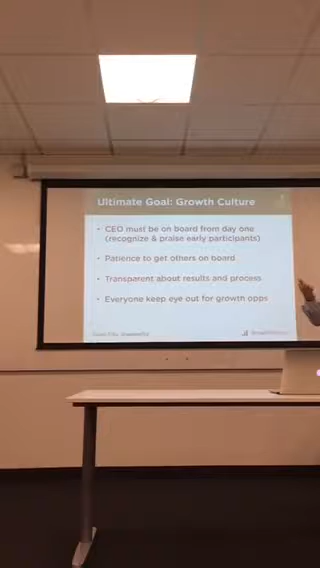 Ultimate Goal: Growth Culture
• CEO must be on board from day one
(recognize & praise early participants)
• Patience to get others on board
• Transparent about results and process
• Everyone keep eye out for growth opps